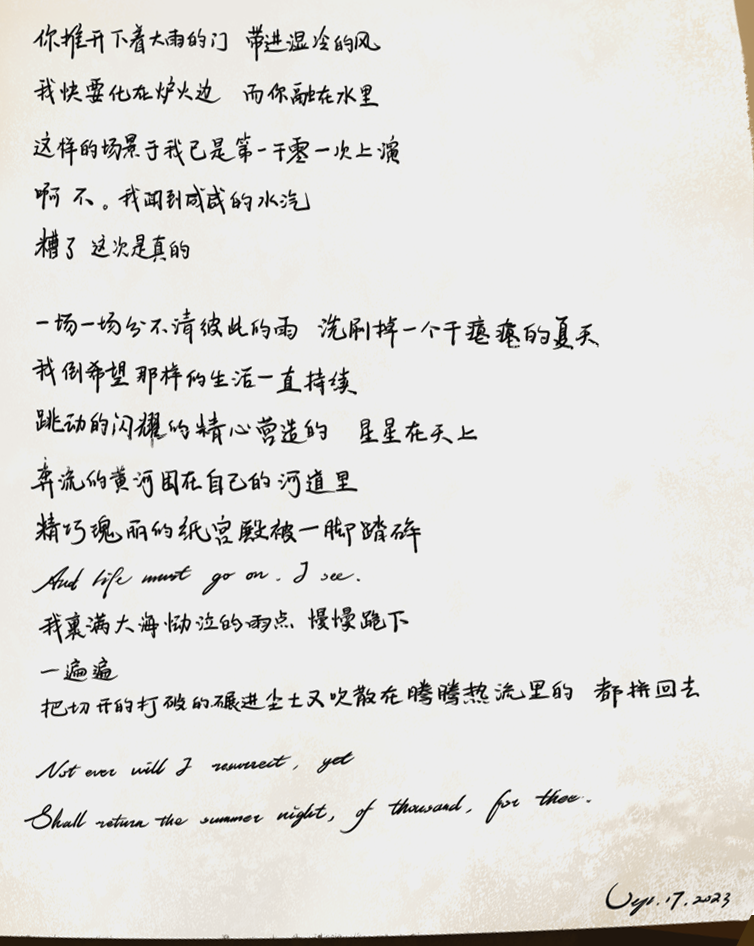 你推开下着大雨的门 带进湿冷的风
我快要化在炉火边 而你融在水里
这样的场景于我已是第一千零一次上演
啊 不。我闻到咸咸的水汽
糟了 这次是真的
一场一场分不清彼此的雨 洗刷掉一个干瘪瘪的夏天
我倒希望那样的生活一直持续
跳动的闪耀的精心营造的 星星在天上
奔流的黄河困在自己的河道里
精巧瑰丽的纸宫殿被一脚踏碎
And life must go on. I see.
我裹满大海恸泣的雨点 慢慢跪下
一遍遍
把切开的打破的碾进尘土又吹散在腾腾热流里的 都拼回去
Not ever will I resurrect, yet
Shall return the summer night, of thousand, for thee.
17.2023